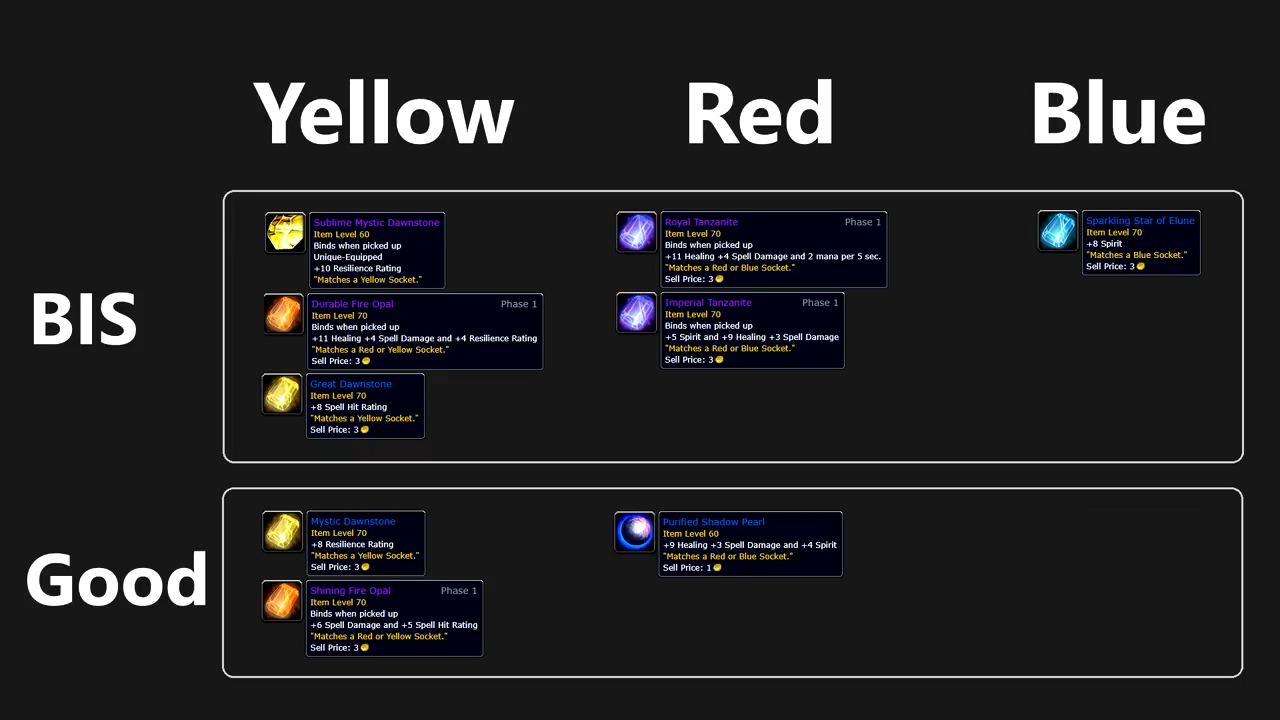 Yellow Red Blue
BIS
Sublime Mystic Dawnstone
Item Level 60
Binds when picked up
Unique-Equipped
+10 Resilience Rating
"Matches a Yellow Socket."
Durable Fire Opal Phase 1
Item Level 70
Binds when picked up
+11 Healing +4 Spell Damage and +4 Resilience Rating
"Matches a Red or Yellow Socket."
Sell Price: 3
Great Dawnstone
Item Level 70
+8 Spell Hit Rating
"Matches a Yellow Socket."
Sell Price: 3
Royal Tanzanite Phase 1
Item Level 70
Binds when picked up
+11 Healing +4 Spell Damage and 2 mana per 5 sec.
"Matches a Red or Blue Socket."
Sell Price: 3
Imperial Tanzanite Phase 1
Item Level 70
Binds when picked up
+5 Spirit and +9 Healing +3 Spell Damage
"Matches a Red or Blue Socket."
Sell Price: 3
Sparkling Star of Elune
Item Level 70
+8 Spirit
"Matches a Blue Socket."
Sell Price: 3
Good
Mystic Dawnstone
Item Level 70
+8 Resilience Rating
"Matches a Yellow Socket."
Sell Price: 3
Shining Fire Opal Phase 1
Item Level 70
Binds when picked up
+6 Spell Damage and +5 Spell Hit Rating
"Matches a Red or Yellow Socket."
Sell Price: 3
Purified Shadow Pearl
Item Level 60
+9 Healing +3 Spell Damage and +4 Spirit
"Matches a Red or Blue Socket."
Sell Price: 1